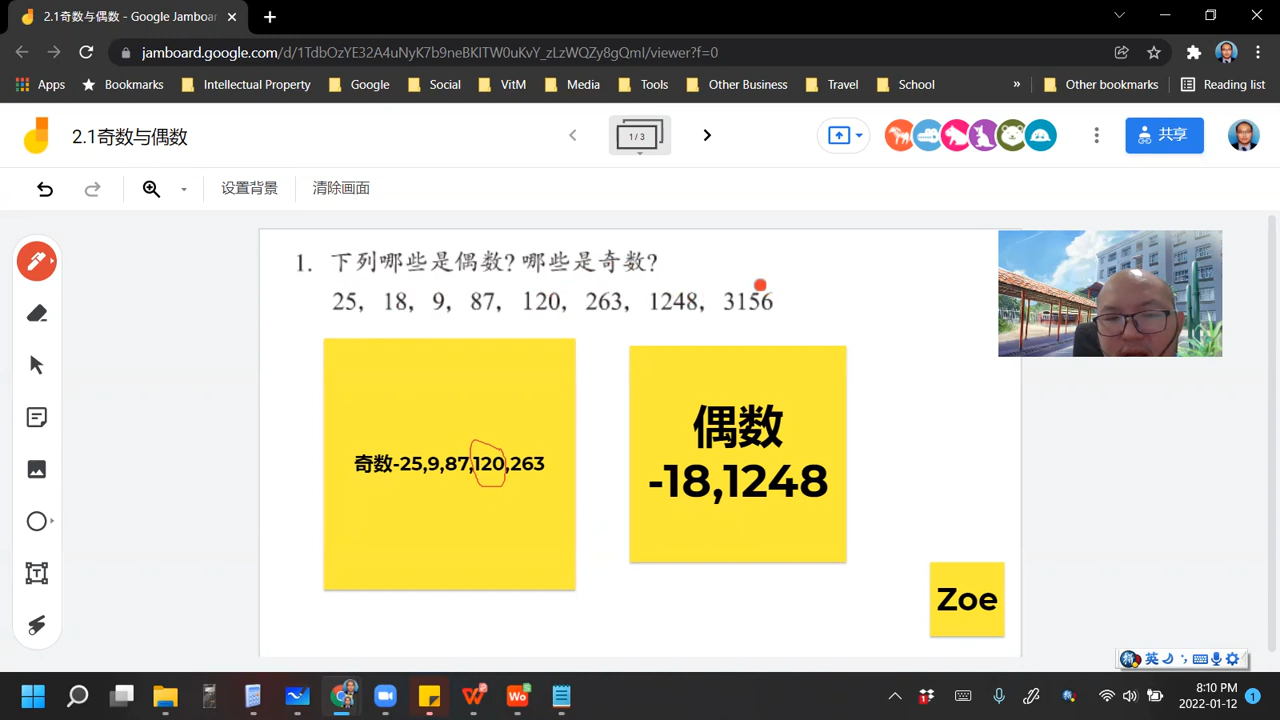 2.1奇数与偶数 - Google Jamboar
jamboard.google.com/d/1TdbOzYE32A4uNyK7b9neBKlTW0uKyY_zLzWQZy8gQmI/viewer?f=0
Apps Bookmarks Intellectual Property Google Social VitM Media Tools Other Business Travel School » Other bookmarks Reading list
2.1奇数与偶数
1 / 3
共享
设置背景 清除画面
1. 下列哪些是偶数? 哪些是奇数?
25, 18, 9, 87, 120, 263, 1248, 3156
奇数-25,9,87,120,263
偶数
-18,1248
Zoe
英
8:10 PM
2022-01-12
1